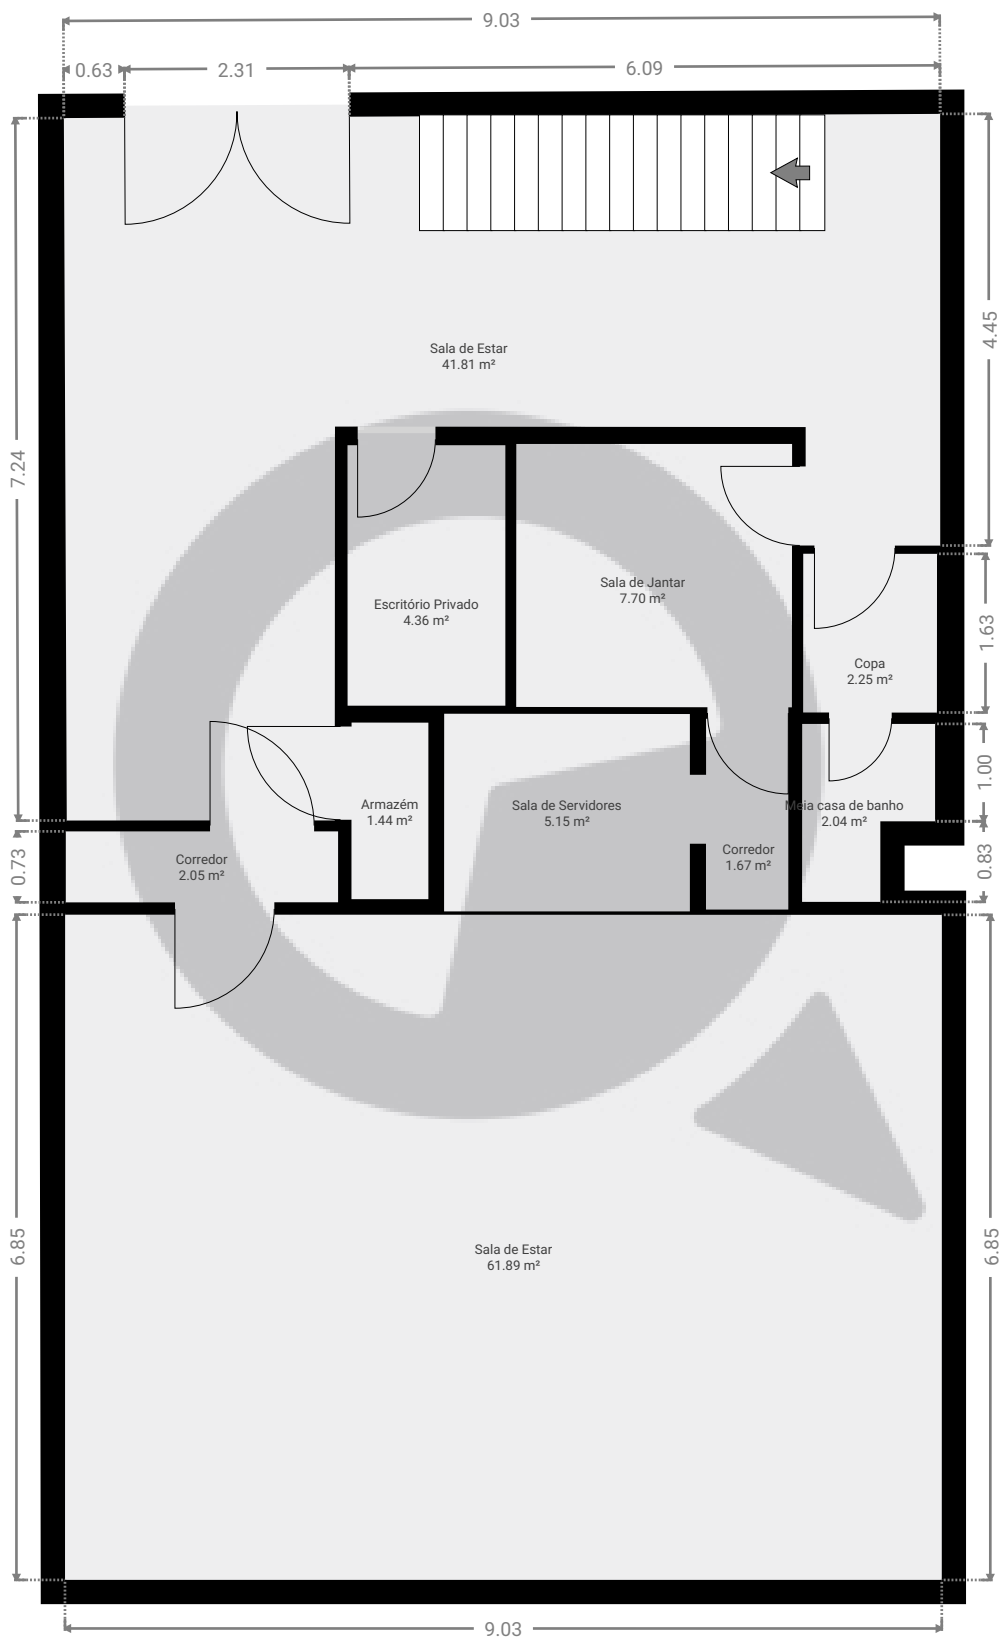 9.03
0.63
2.31
6.09
4.45
Sala de Estar
41.81 m²
7.24
Sala de Jantar
7.70 m²
Escritório Privado
4.36 m²
1.63
Copa
2.25 m²
1.00
Armazém
1.44 m²
Sala de Servidores
5.15 m²
Meia casa de banho
2.04 m²
Corredor
1.67 m²
0.83
0.73
Corredor
2.05 m²
6.85
Sala de Estar
61.89 m²
6.85
9.03